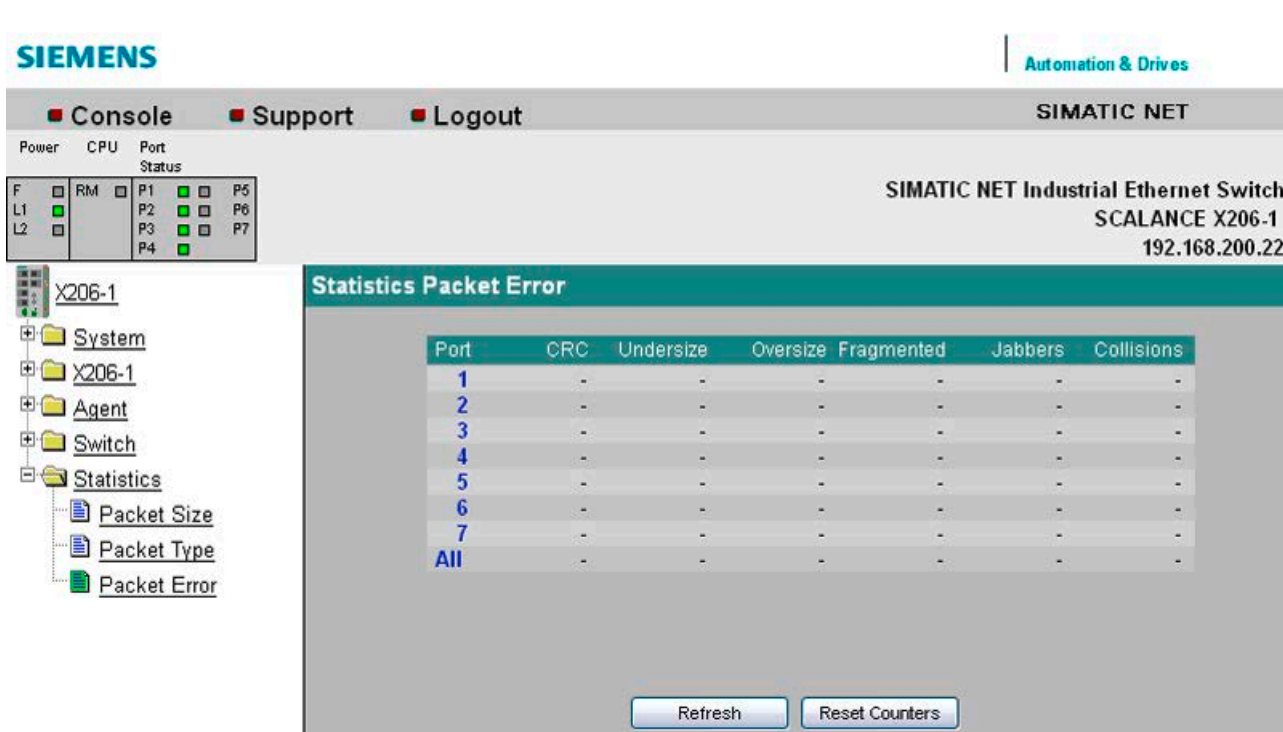 SIEMENS
Automation & Drives
Console Support Logout SIMATIC NET
Power CPU Port Status
F RM P1 P5
L1 P2 P6
L2 P3 P7
P4
SIMATIC NET Industrial Ethernet Switch
SCALANCE X206-1
192.168.200.22
X206-1
System
X206-1
Agent
Switch
Statistics
Packet Size
Packet Type
Packet Error
Statistics Packet Error
Port CRC Undersize Oversize Fragmented Jabbers Collisions
1 - - - - - -
2 - - - - - -
3 - - - - - -
4 - - - - - -
5 - - - - - -
6 - - - - - -
7 - - - - - -
All - - - - - -
Refresh Reset Counters